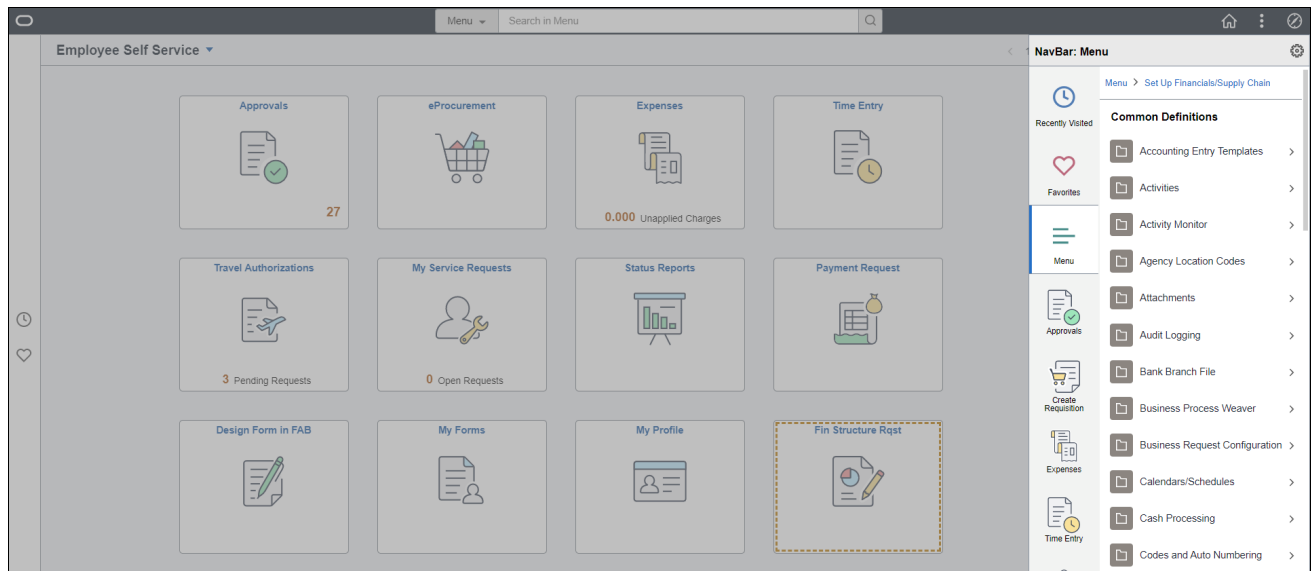 Menu
Search in Menu
Employee Self Service
NavBar: Menu
Approvals
eProcurement
Expenses
Time Entry
27
0.000 Unapplied Charges
Travel Authorizations
My Service Requests
Status Reports
Payment Request
3 Pending Requests
0 Open Requests
Design Form in FAB
My Forms
My Profile
Fin Structure Rqst
Recently Visited
Favorites
Menu
Approvals
Create
Requisition
Expenses
Time Entry
Menu > Set Up Financials/Supply Chain
Common Definitions
Accounting Entry Templates
Activities
Activity Monitor
Agency Location Codes
Attachments
Audit Logging
Bank Branch File
Business Process Weaver
Business Request Configuration
Calendars/Schedules
Cash Processing
Codes and Auto Numbering